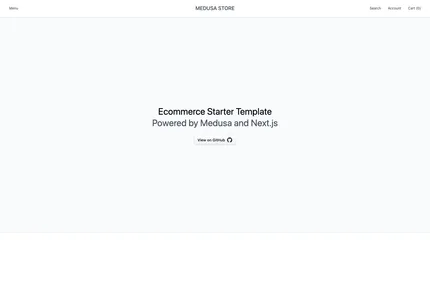 Menu
MEDUSA STORE
Search
Account
Cart (0)
Ecommerce Starter Template
Powered by Medusa and Next.js
View on GitHub